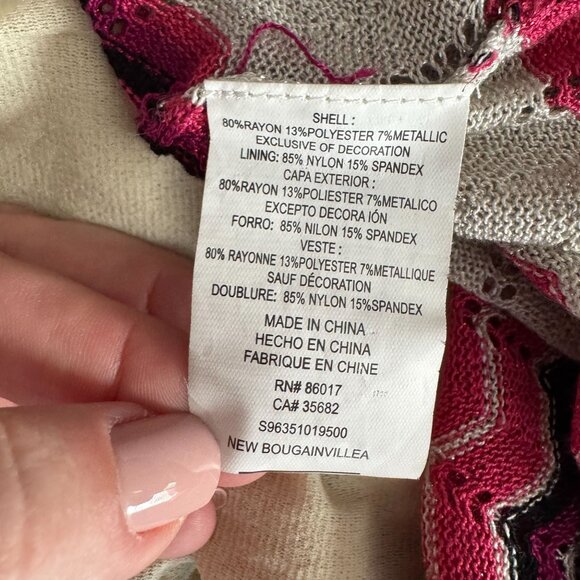 SHELL :
80%RAYON 13%POLYESTER 7%METALLIC
EXCLUSIVE OF DECORATION
LINING: 85% NYLON 15% SPANDEX
CAPA EXTERIOR :
80%RAYON 13%POLIESTER 7%METALICO
EXCEPTO DECORA IÓN
FORRO: 85% NILON 15% SPANDEX
VESTE :
80% RAYONNE 13%POLYESTER 7%METALLIQUE
SAUF DÉCORATION
DOUBLURE: 85% NYLON 15%SPANDEX
MADE IN CHINA
HECHO EN CHINA
FABRIQUE EN CHINE
RN# 86017
CA# 35682
S96351019500
NEW BOUGAINVILLEA